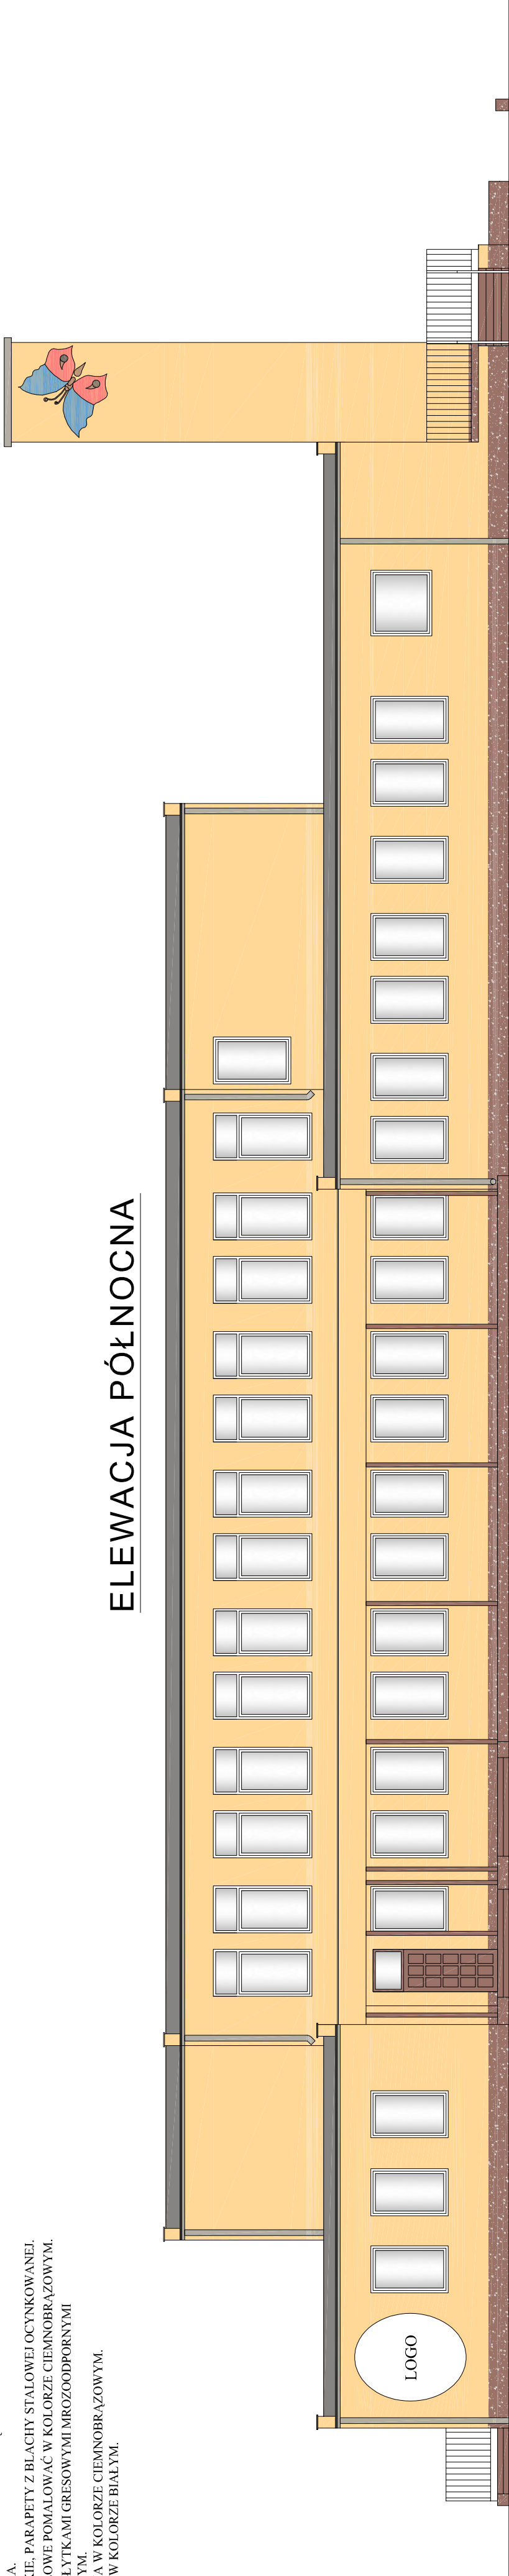 ELEWACJA PÓŁNOCNA
LOGO
A.
KIE, PARAPETY Z BLACHY STALOWEJ OCYNKOWANEJ.
OWE POMALOWAĆ W KOLORZE CIEMNOBRĄZOWYM.
ŁYTKAMI GRESOWYMI MROZOODPORNYMI
YM.
A W KOLORZE CIEMNOBRĄZOWYM.
W KOLORZE BIAŁYM.